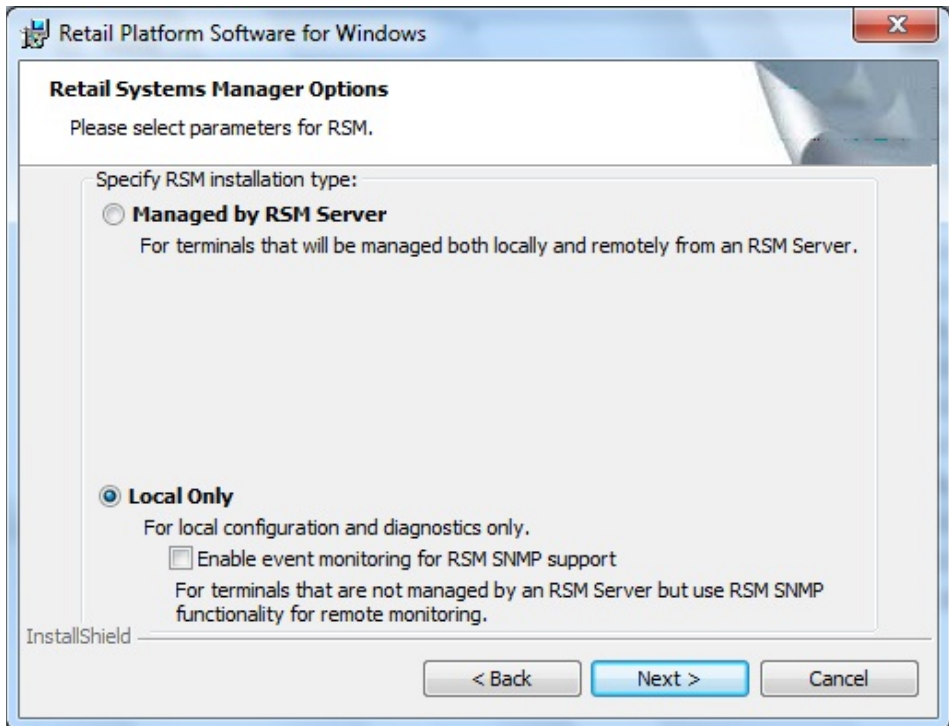 Retail Platform Software for Windows
Retail Systems Manager Options
Please select parameters for RSM.
Specify RSM installation type:
Managed by RSM Server
For terminals that will be managed both locally and remotely from an RSM Server.
Local Only
For local configuration and diagnostics only.
Enable event monitoring for RSM SNMP support
For terminals that are not managed by an RSM Server but use RSM SNMP
functionality for remote monitoring.
InstallShield
< Back
Next >
Cancel